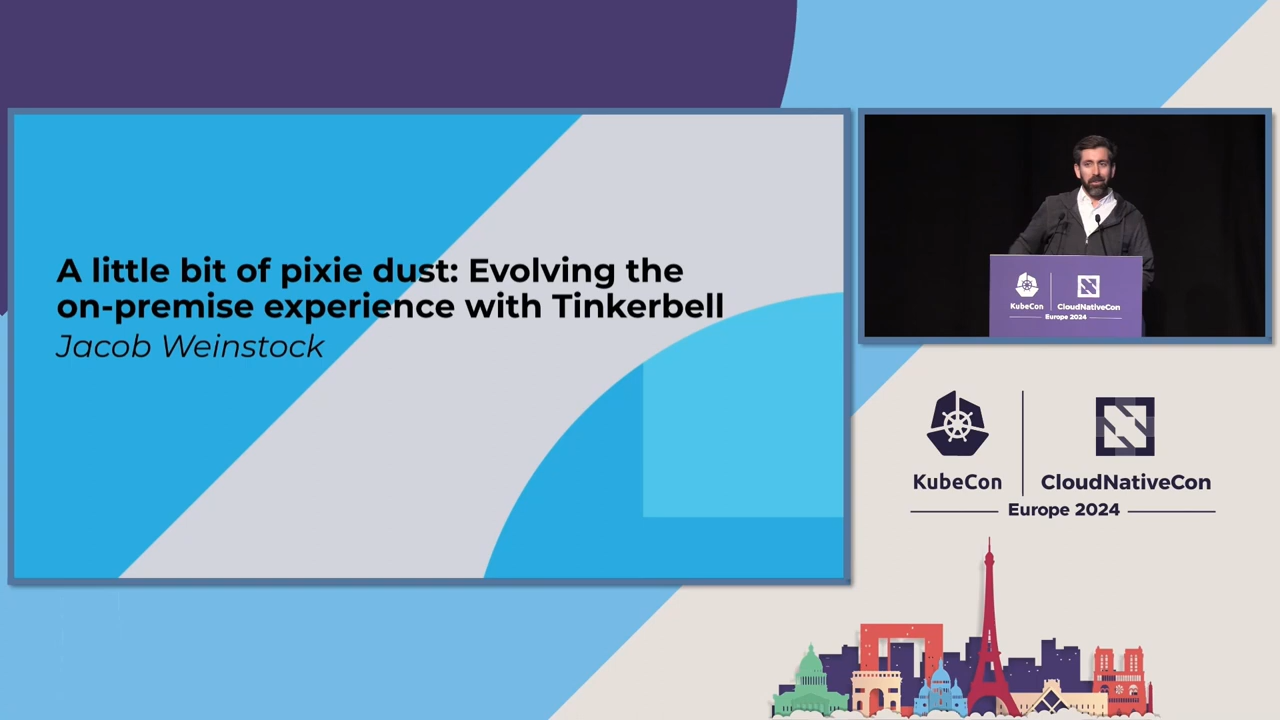 A little bit of pixie dust: Evolving the
on-premise experience with Tinkerbell
Jacob Weinstock
KubeCon
CloudNativeCon
Europe 2024
KubeCon
CloudNativeCon
Europe 2024